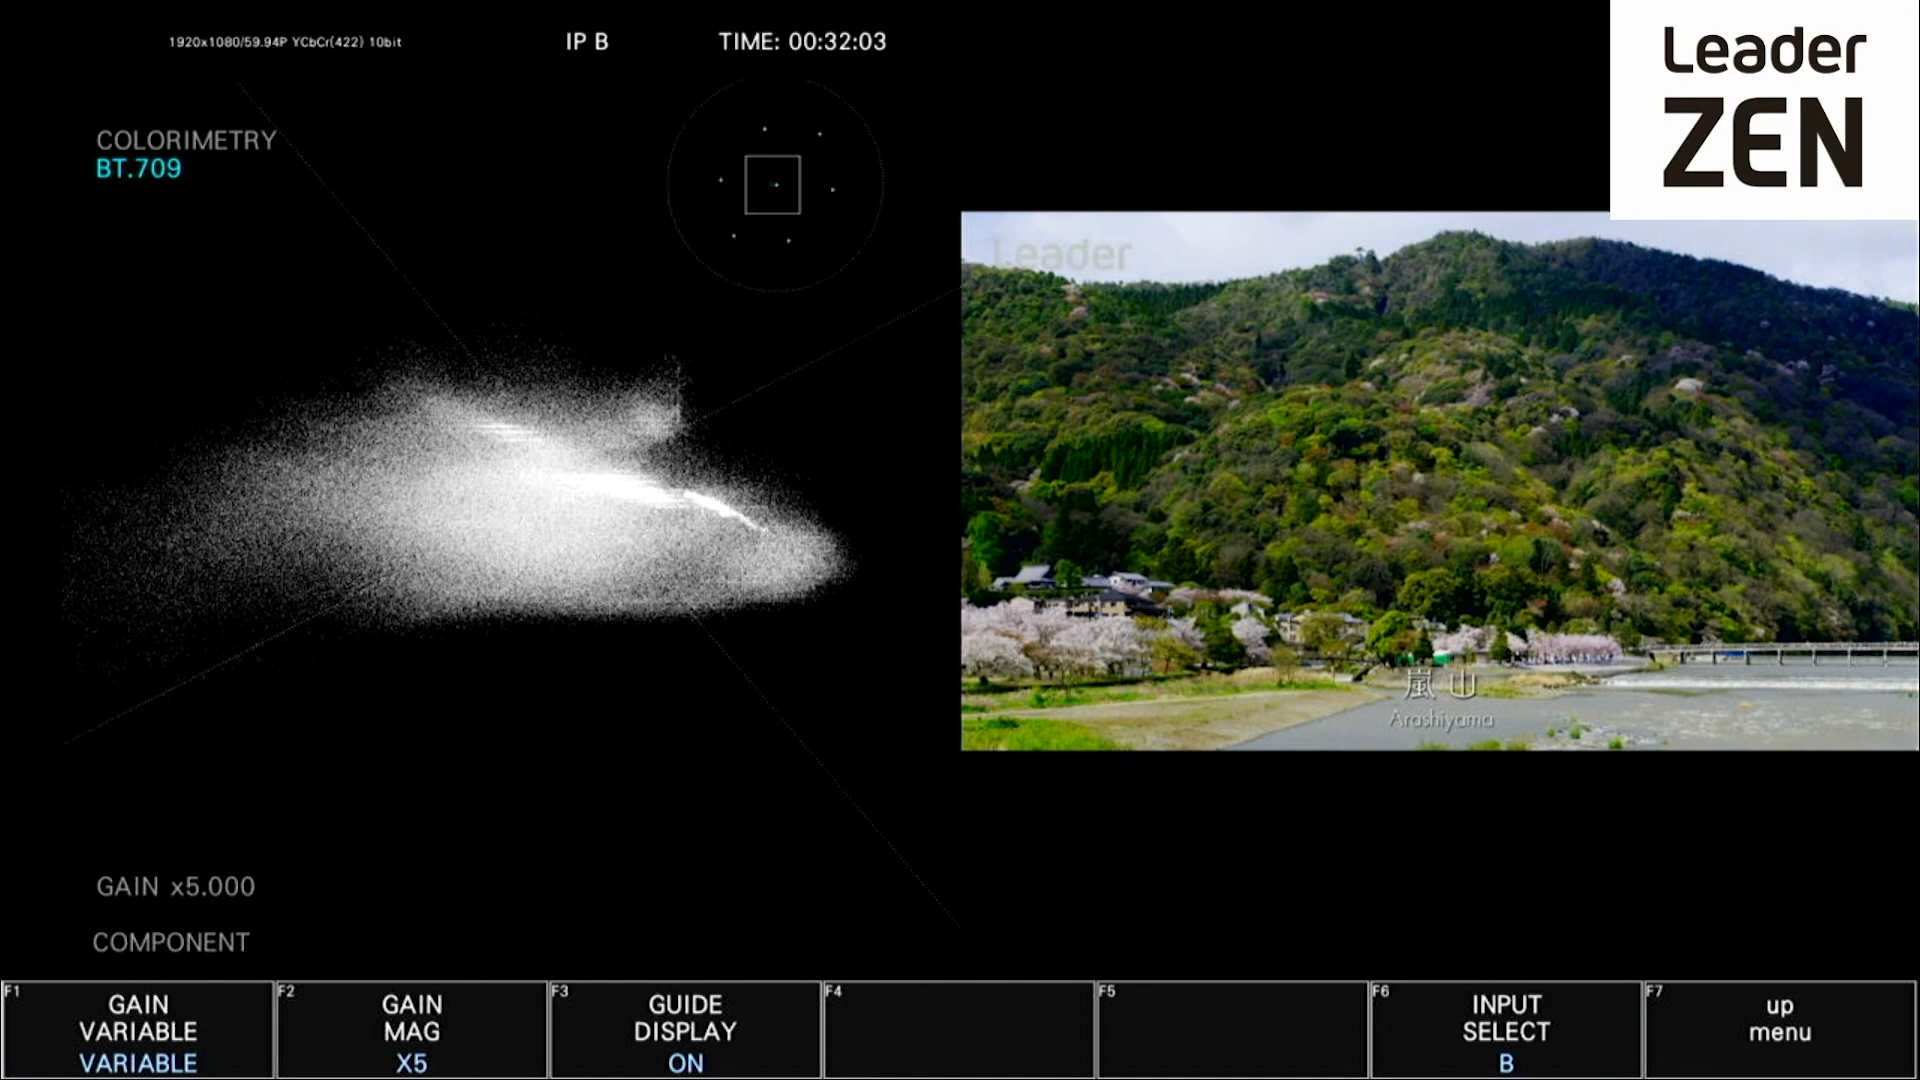 1920x1080/59.94P YCbCr(422) 10bit
IP B
TIME: 00:32:03
Leader
ZEN
COLORIMETRY
BT.709
Leader
嵐山
Arashiyama
GAIN x5.000
COMPONENT
F1
GAIN
VARIABLE
VARIABLE
F2
GAIN
MAG
X5
F3
GUIDE
DISPLAY
ON
F4
F5
F6
INPUT
SELECT
B
F7
up
menu